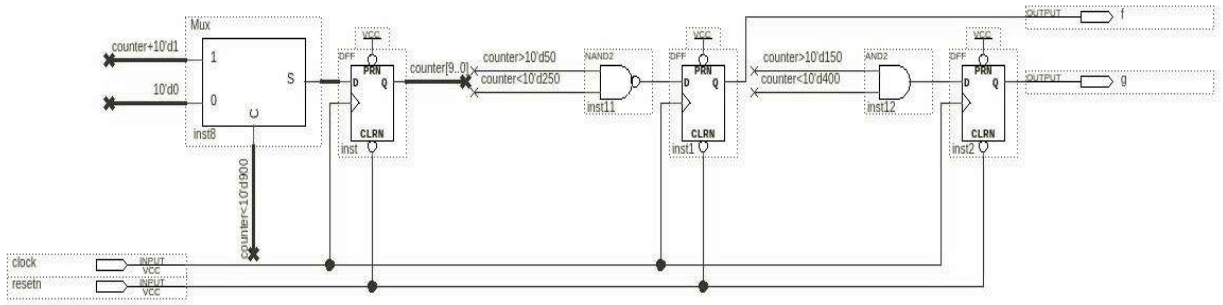 Mux
counter+10'd1
1
10'd0
0
S
C
inst8
counter<10'd900
VCC
DFF
PRN
D
Q
CLRN
inst
counter[9..0]
counter>10'd50
counter<10'd250
NAND2
inst11
VCC
DFF
PRN
D
Q
CLRN
inst1
counter>10'd150
counter<10'd400
AND2
inst12
VCC
DFF
PRN
D
Q
CLRN
inst2
OUTPUT
f
OUTPUT
g
clock
INPUT
VCC
resetn
INPUT
VCC